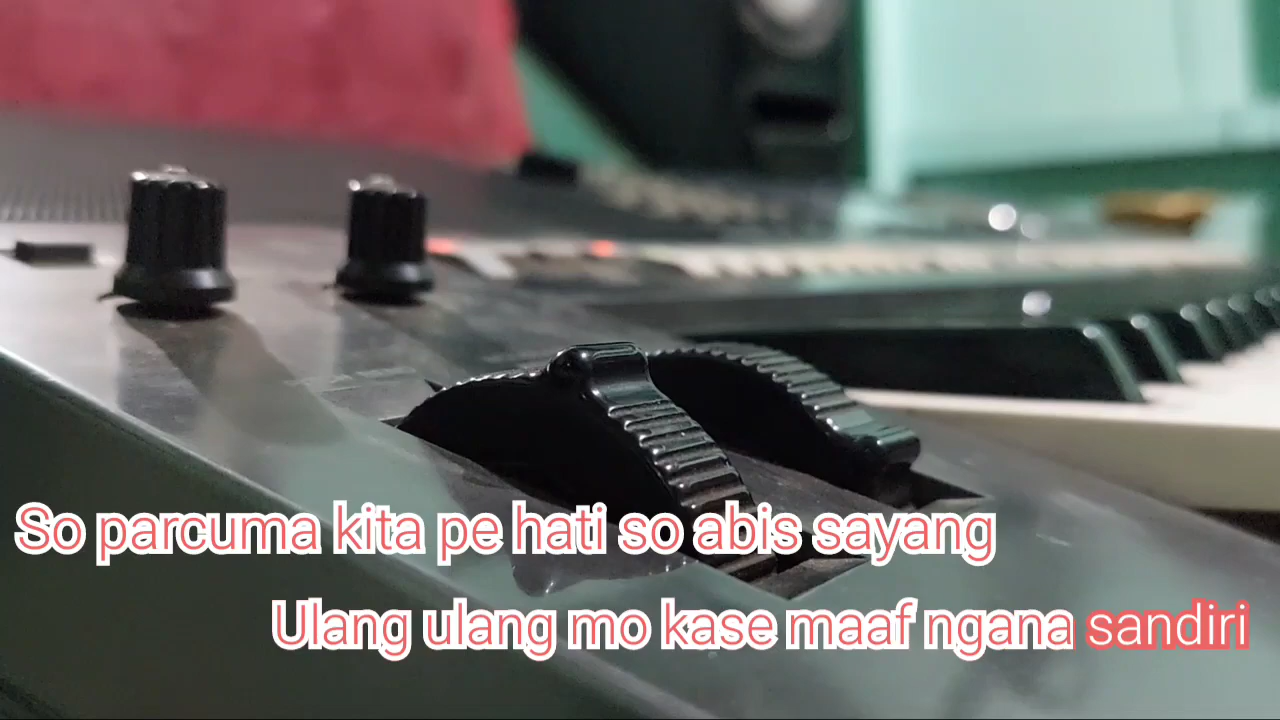 So parcuma kita pe hati so abis sayang
Ulang ulang mo kase maaf ngana sandiri